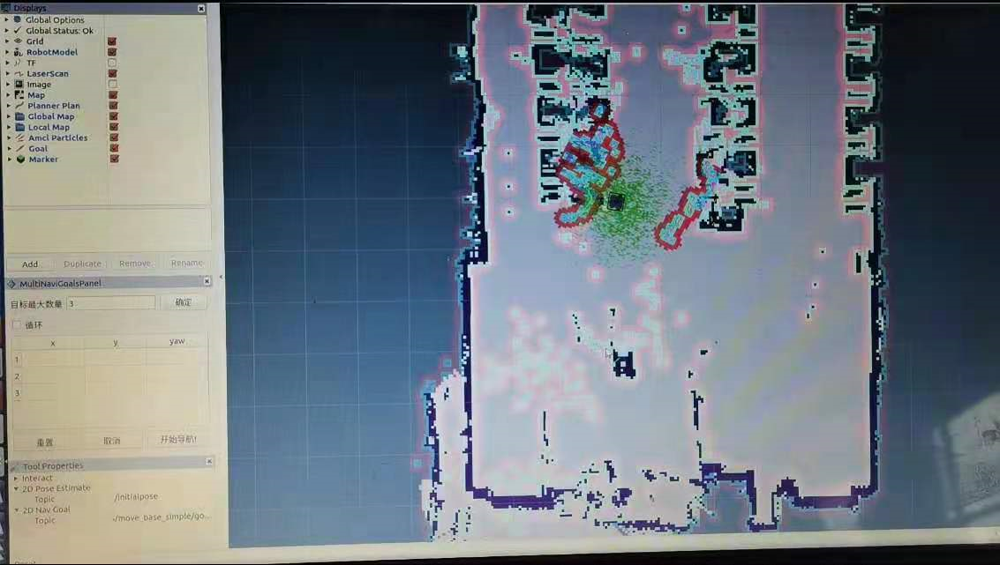 Displays
Global Options
Global Status: Ok
Grid
RobotModel
TF
LaserScan
Image
Map
Planner Plan
Global Map
Local Map
Amcl Particles
Goal
Marker
Add
Duplicate
Remove
Rename
MultiNaviGoalsPanel
目标最大数量 3 确定
循环
x y yaw
1
2
3
重置 取消 开始导航!
Tool Properties
Interact
2D Pose Estimate
Topic /initialpose
2D Nav Goal
Topic /move_base_simple/go...